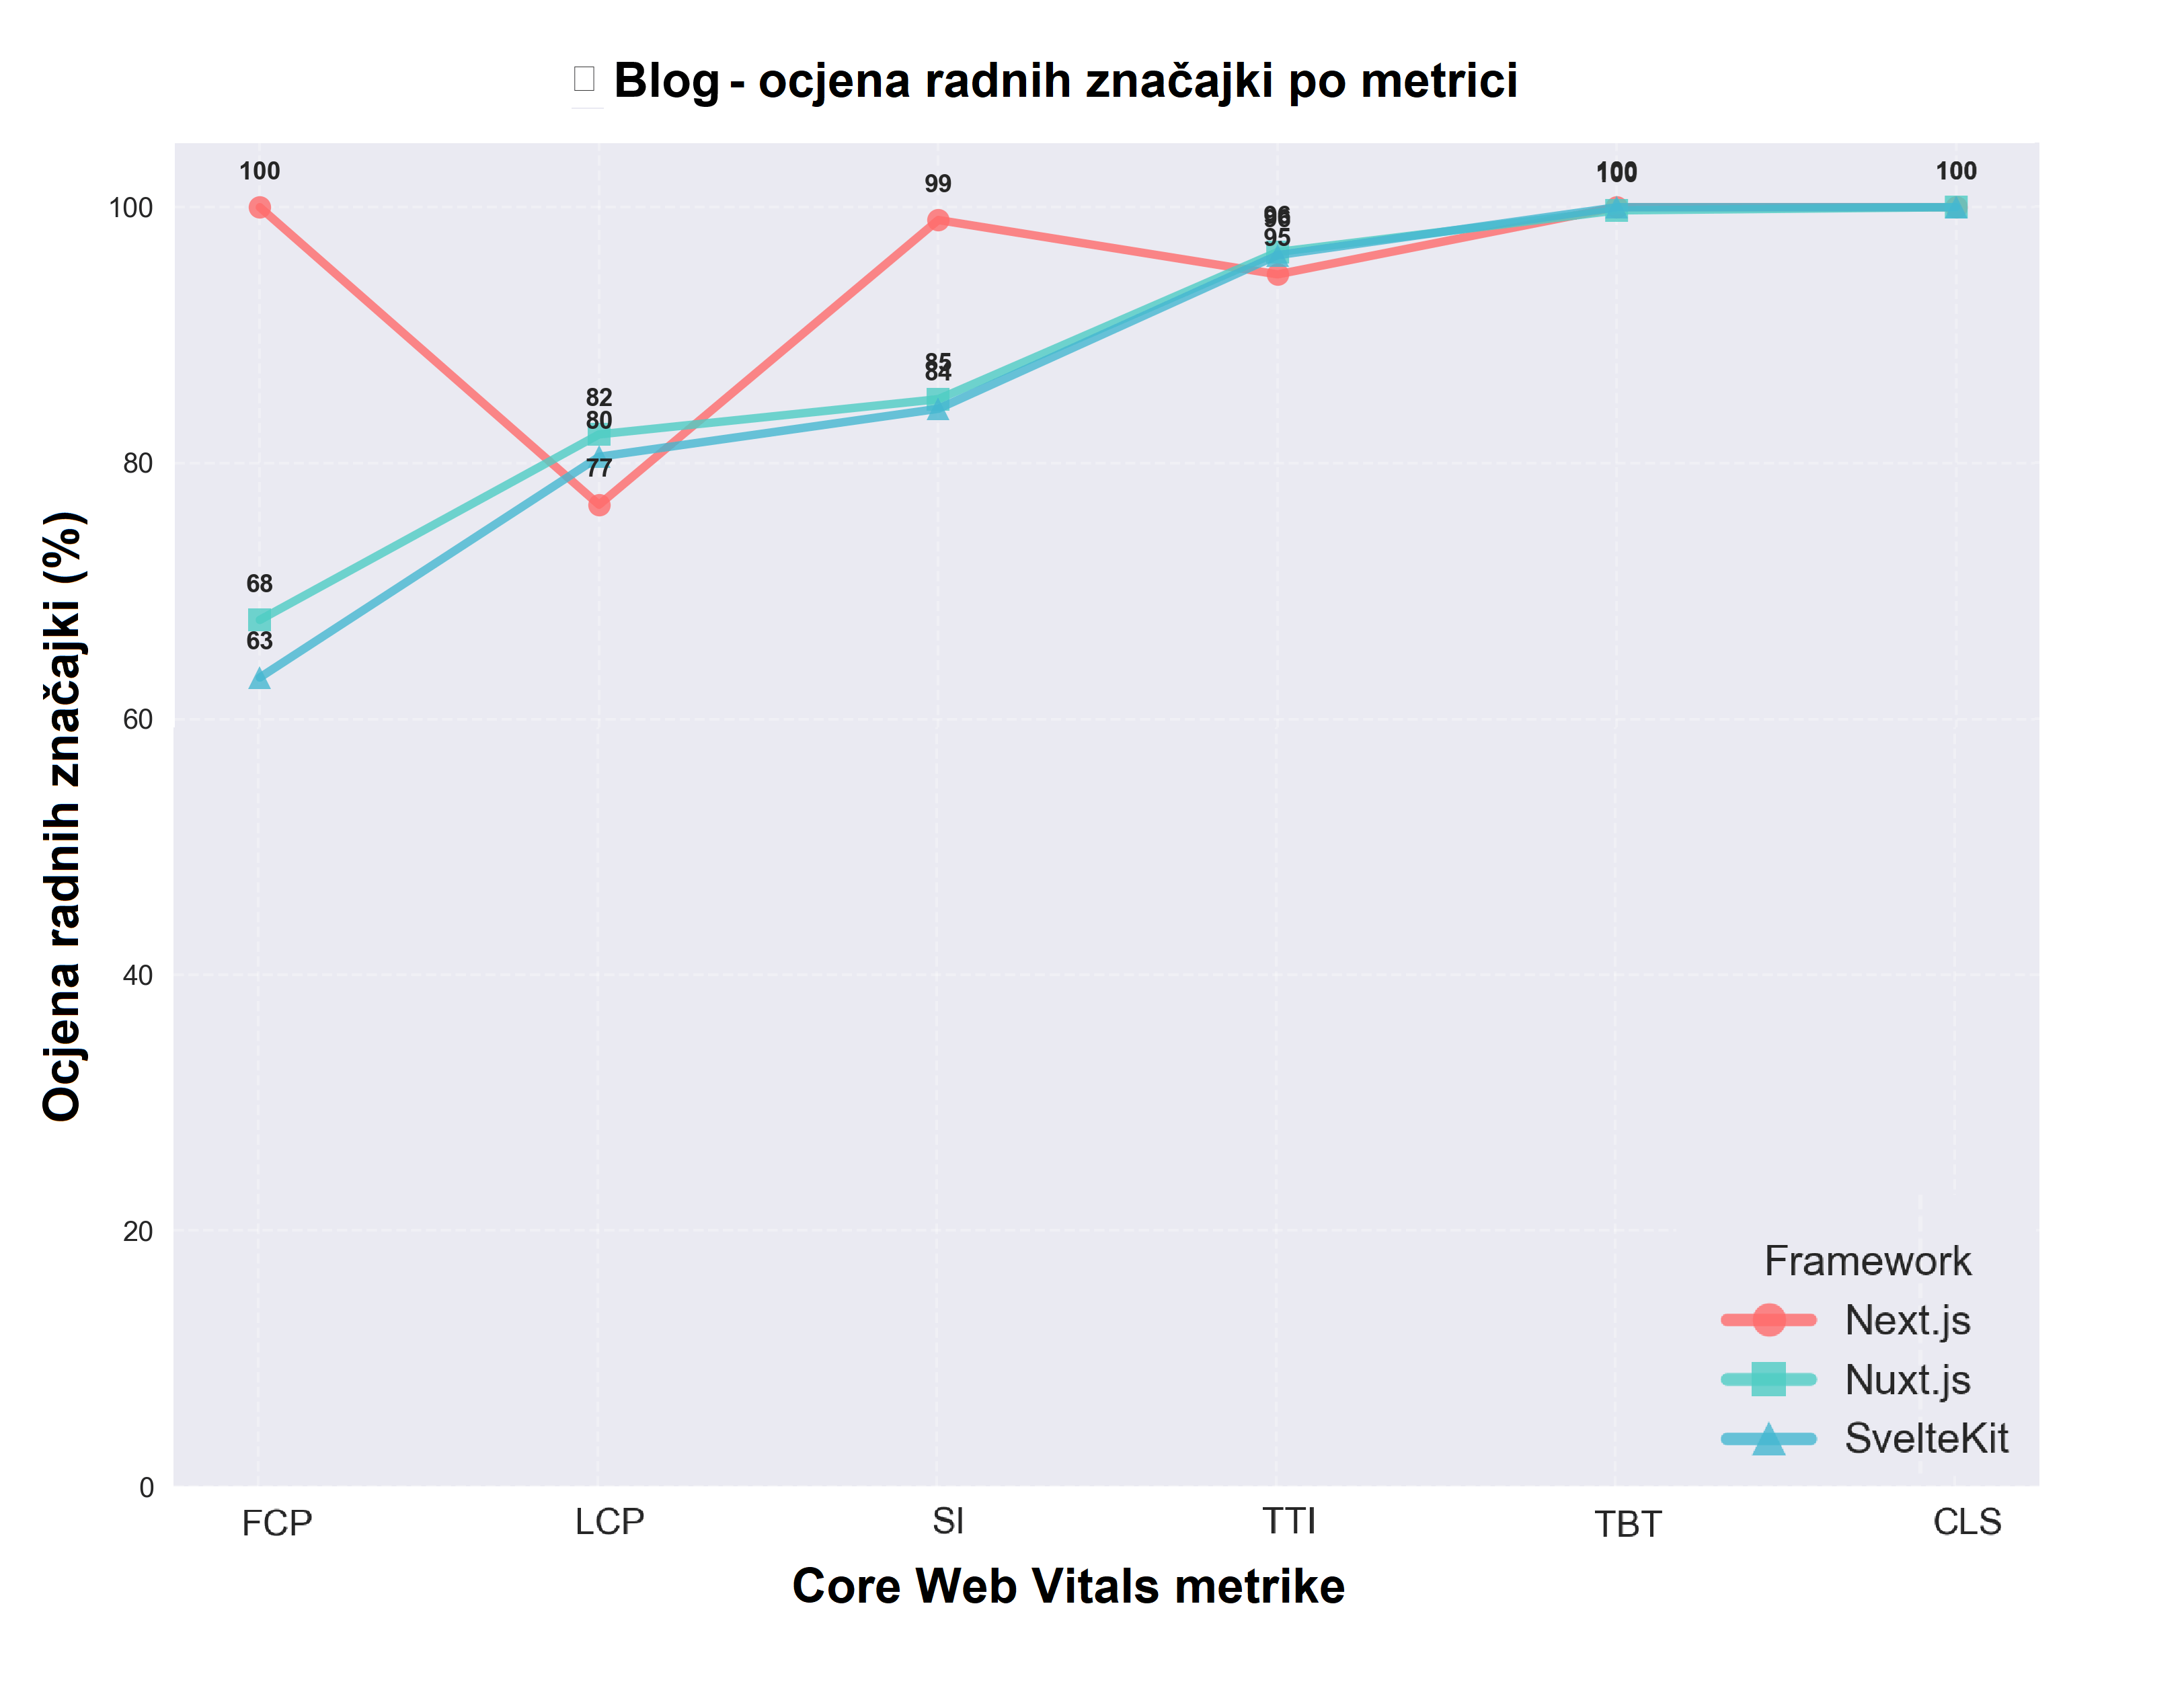 Blog - ocjena radnih značajki po metrici
Ocjena radnih značajki (%)
100
80
60
40
20
0
100
68
63
82
80
77
99
85
84
96
96
95
100
100
100
Framework
Next.js
Nuxt.js
SvelteKit
FCP LCP SI TTI TBT CLS
Core Web Vitals metrike